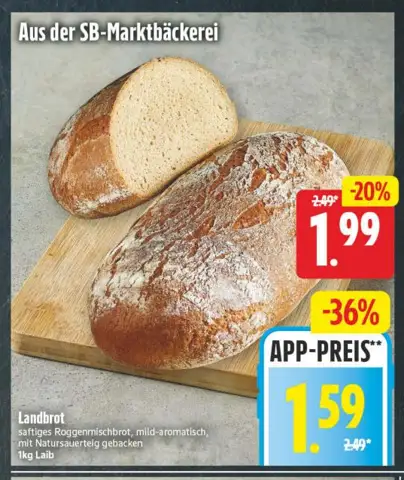 Aus der SB-Marktbäckerei
-20%
2.49*
1.99
-36%
APP-PREIS**
1.59
2.49*
Landbrot
saftiges Roggenmischbrot, mild-aromatisch,
mit Natursauerteig gebacken
1kg Laib